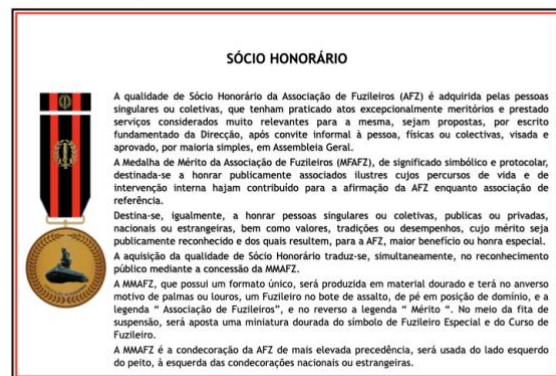 SÓCIO HONORÁRIO
A qualidade de Sócio Honorário da Associação de Fuzileiros (AFZ) é adquirida pelas pessoas
singulares ou coletivas, que tenham praticado atos excepcionalmente meritórios e prestado
serviços considerados muito relevantes para a mesma, sejam propostas, por escrito
fundamentado da Direcção, após convite informal à pessoa, físicas ou colectivas, visada e
aprovado, por maioria simples, em Assembleia Geral.
A Medalha de Mérito da Associação de Fuzileiros (MFAFZ), de significado simbólico e protocolar,
destinada-se a honrar publicamente associados ilustres cujos percursos de vida e de
intervenção interna hajam contribuído para a afirmação da AFZ enquanto associação de
referência.
Destina-se, igualmente, a honrar pessoas singulares ou coletivas, publicas ou privadas,
nacionais ou estrangeiras, bem como valores, tradições ou desempenhos, cujo mérito seja
publicamente reconhecido e dos quais resultem, para a AFZ, maior benefício ou honra especial.
A aquisição da qualidade de Sócio Honorário traduz-se, simultaneamente, no reconhecimento
público mediante a concessão da MMAFZ.
A MMAFZ, que possui um formato único, será produzida em material dourado e terá no anverso
motivo de palmas ou louros, um Fuzileiro no bote de assalto, de pé em posição de domínio, e a
legenda “ Associação de Fuzileiros”, e no reverso a legenda “ Mérito “. No meio da fita de
suspensão, será aposta uma miniatura dourada do símbolo de Fuzileiro Especial e do Curso de
Fuzileiro.
A MMAFZ é a condecoração da AFZ de mais elevada precedência, será usada do lado esquerdo
do peito, à esquerda das condecorações nacionais ou estrangeiras.